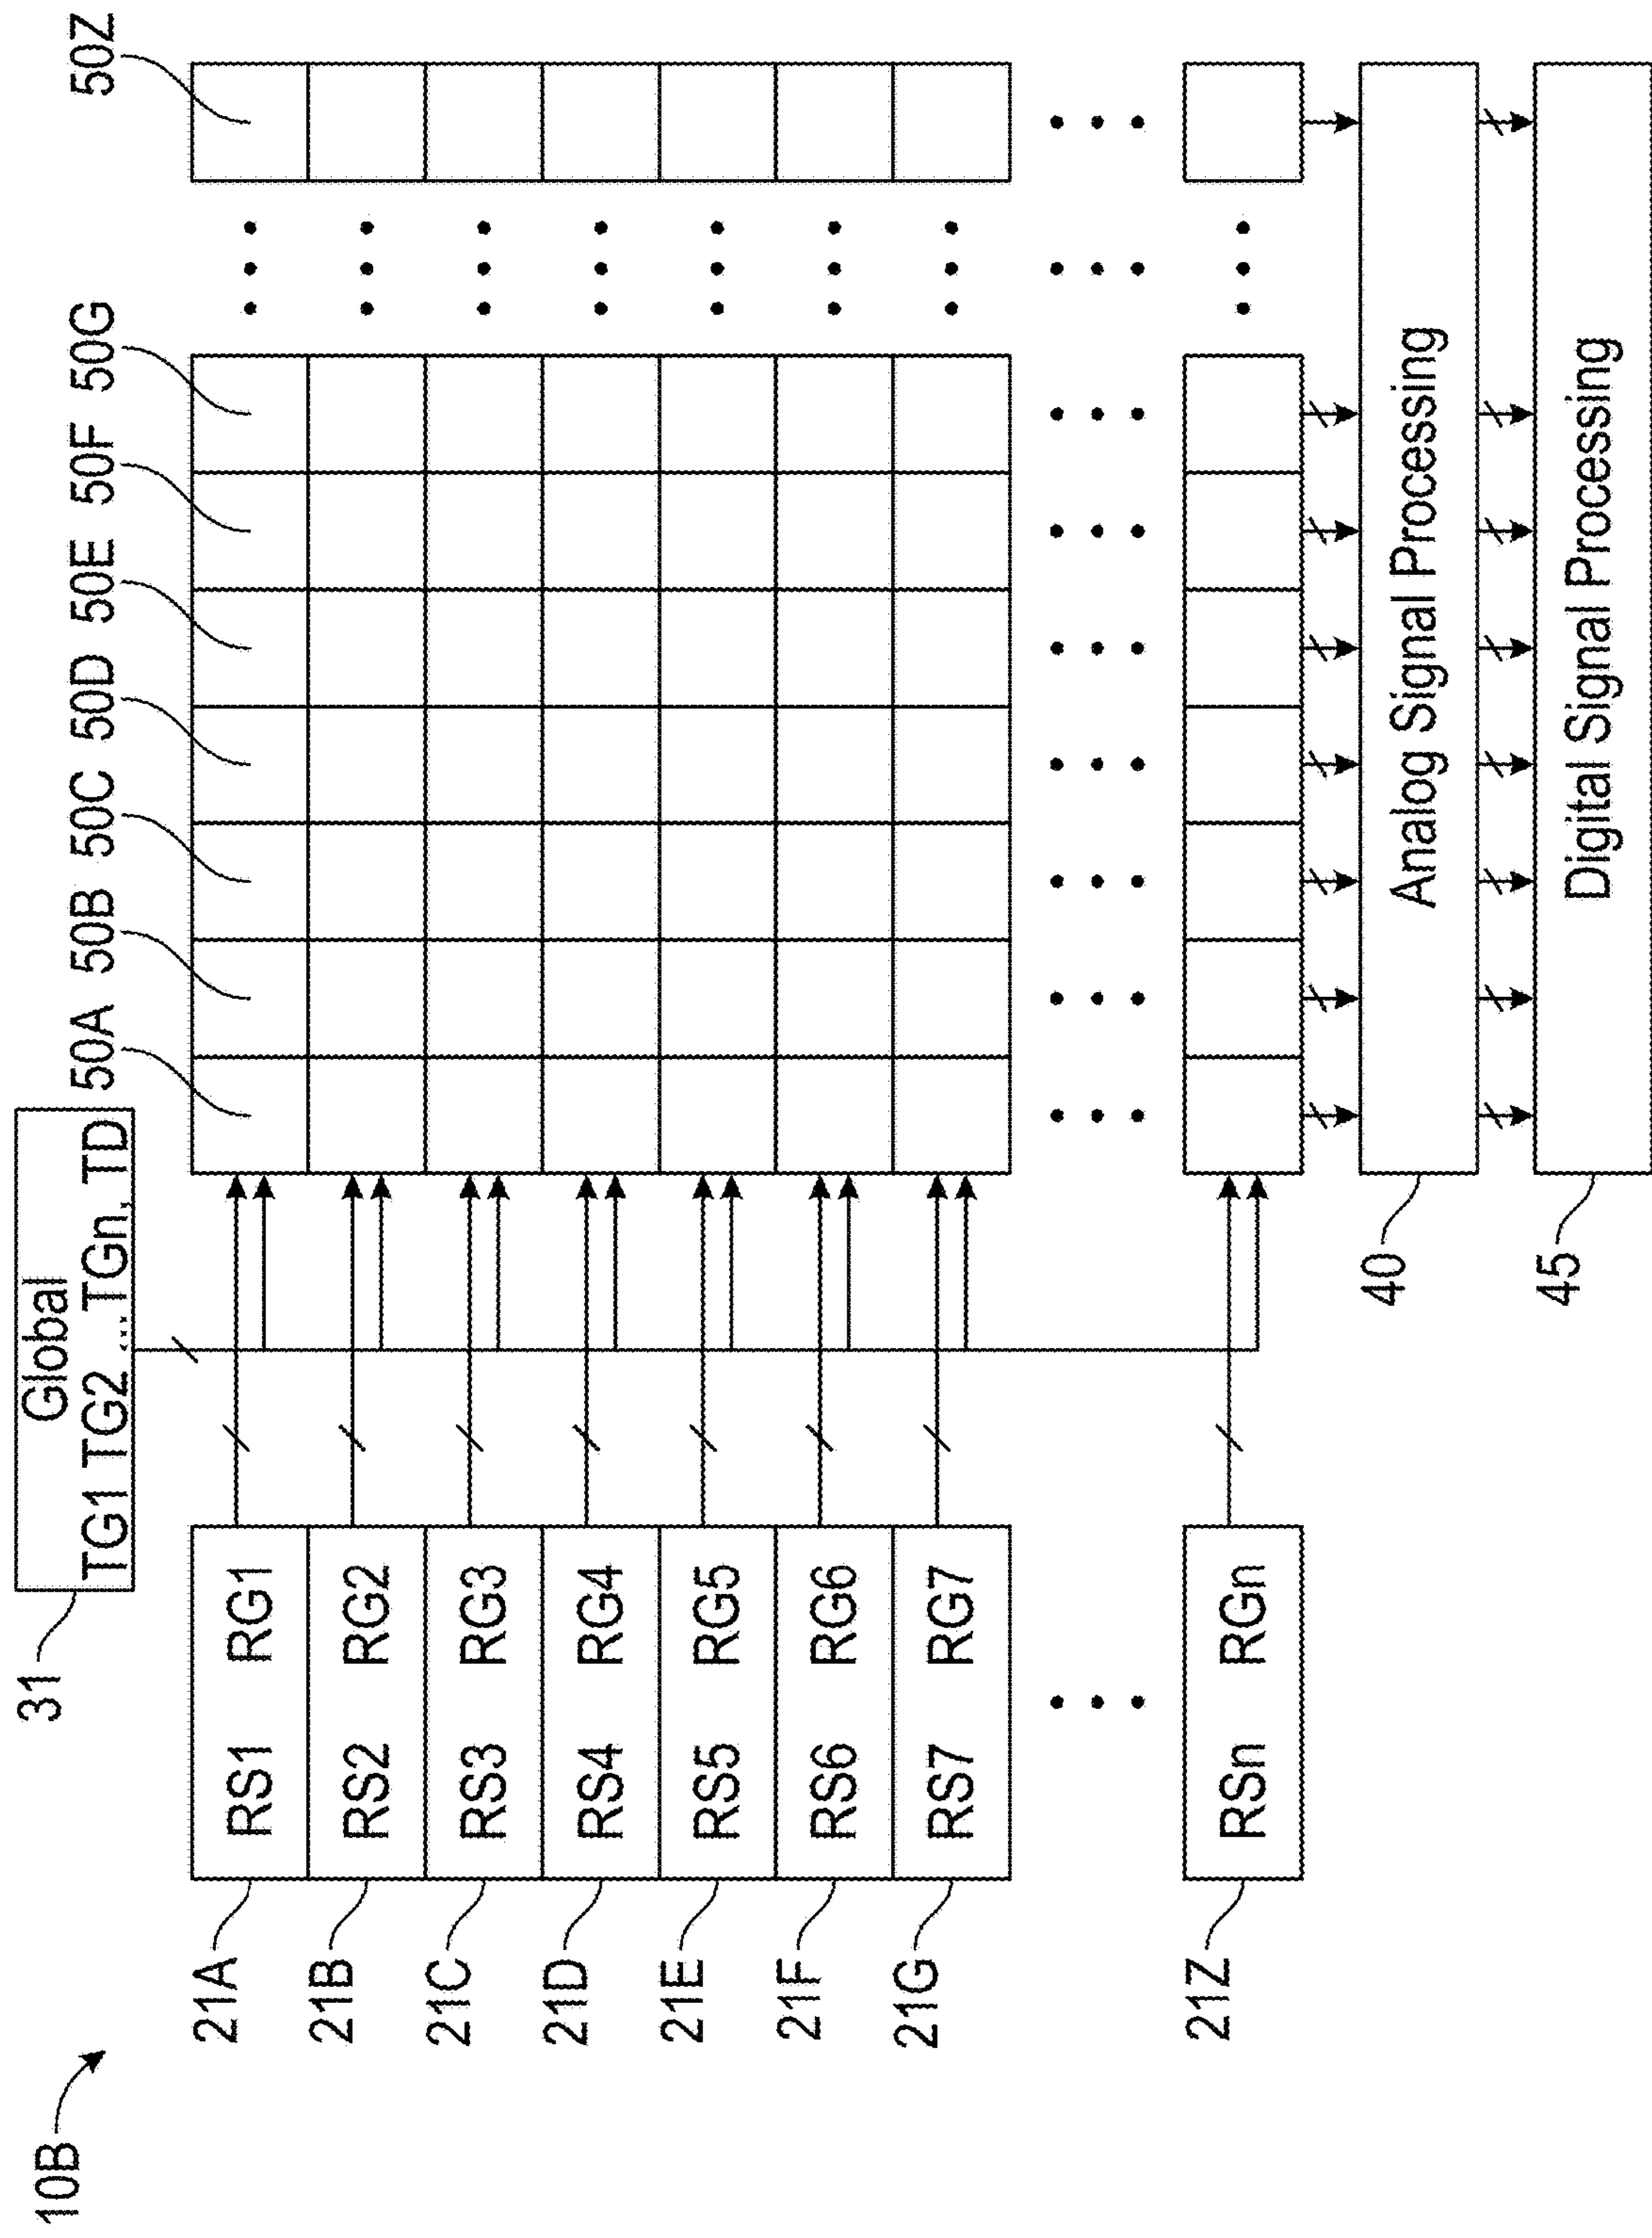 10B
31
Global
TG1 TG2 ....TGn, TD
50A 50B 50C 50D 50E 50F 50G 50Z
21A RS1 RG1
21B RS2 RG2
21C RS3 RG3
21D RS4 RG4
21E RS5 RG5
21F RS6 RG6
21G RS7 RG7
21Z RSn RGn
40 Analog Signal Processing
45 Digital Signal Processing